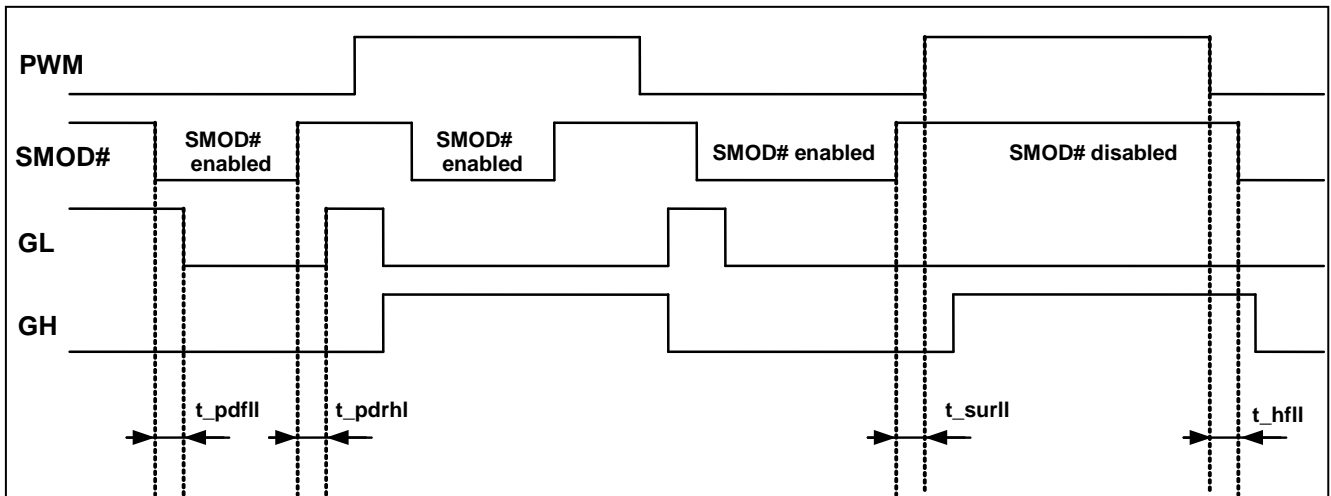 PWM
SMOD#
SMOD#
enabled
SMOD#
enabled
SMOD# enabled
SMOD# disabled
GL
GH
t_pdfll
t_pdrhl
t_surll
t_hfll